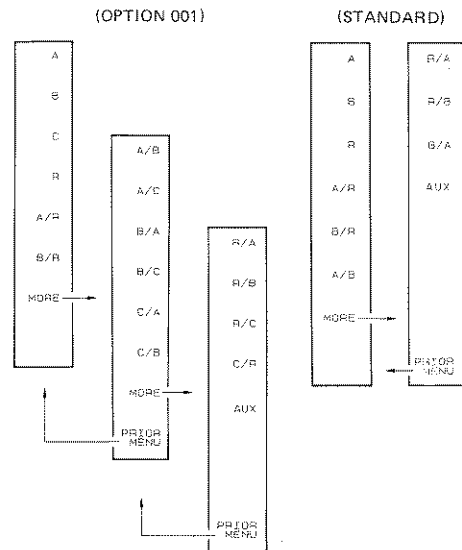 (OPTION 001)
A
B
C
R
A/R
B/R
MORE
A/B
A/C
B/A
B/C
C/A
C/B
MORE
PRIOR
MENU
R/A
R/B
R/C
C/R
AUX
PRIOR
MENU
(STANDARD)
A
B
R
A/R
B/R
A/B
MORE
R/A
R/B
B/A
AUX
PRIOR
MENU